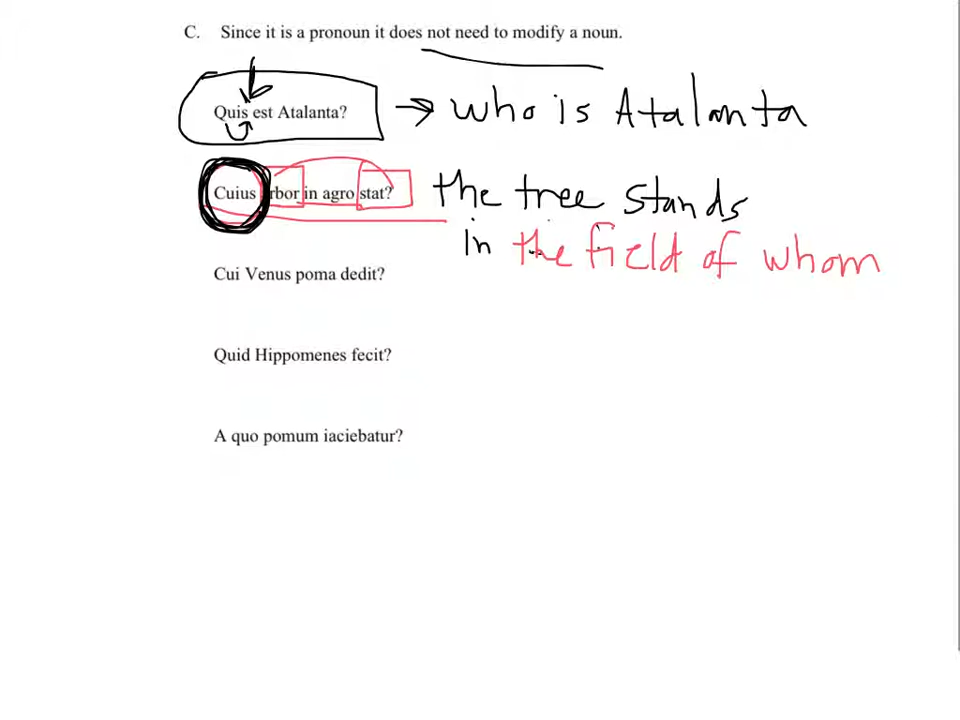 C. Since it is a pronoun it does not need to modify a noun.
Quis est Atalanta? → who is Atalanta
Cuius rbor in agro stat? the tree stands
in the field of whom
Cui Venus poma dedit?
Quid Hippomenes fecit?
A quo pomum iaciebatur?